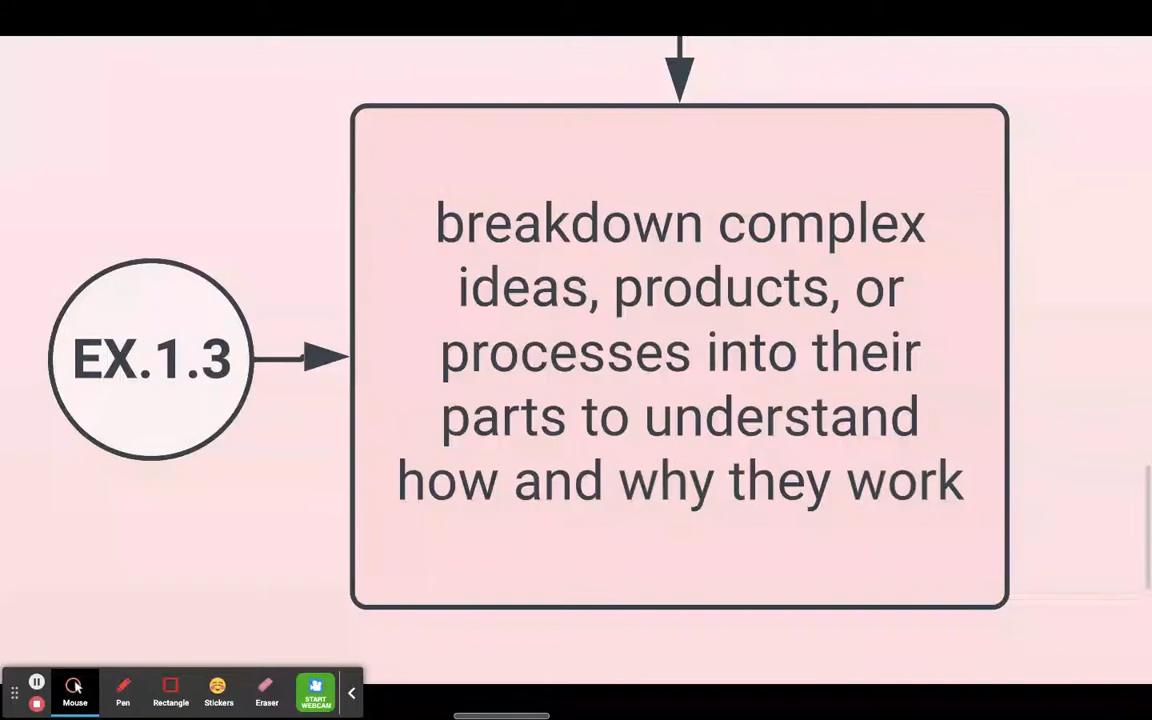 breakdown complex
ideas, products, or
processes into their
parts to understand
how and why they work
EX.1.3
Mouse
Pen
Rectangle
Stickers
Eraser
START
WEBCAM